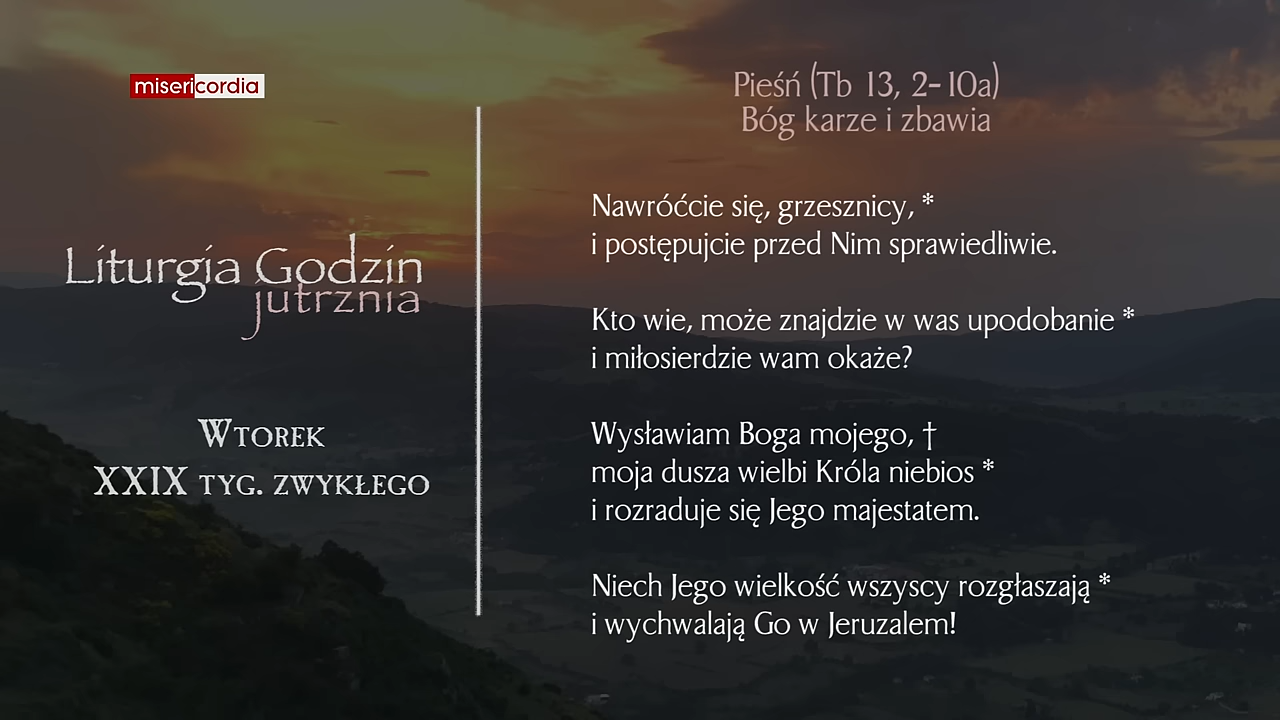 misericordia
Liturgia Godzin
jutrznia
Wtorek
XXIX tyg. zwykłego
Pieśń (Tb 13, 2-10a)
Bóg karze i zbawia
Nawróćcie się, grzesznicy, *
i postępujcie przed Nim sprawiedliwie.
Kto wie, może znajdzie w was upodobanie *
i miłosierdzie wam okaże?
Wysławiam Boga mojego, †
moja dusza wielbi Króla niebios *
i rozraduje się Jego majestatem.
Niech Jego wielkość wszyscy rozgłaszają *
i wychwalają Go w Jeruzalem!